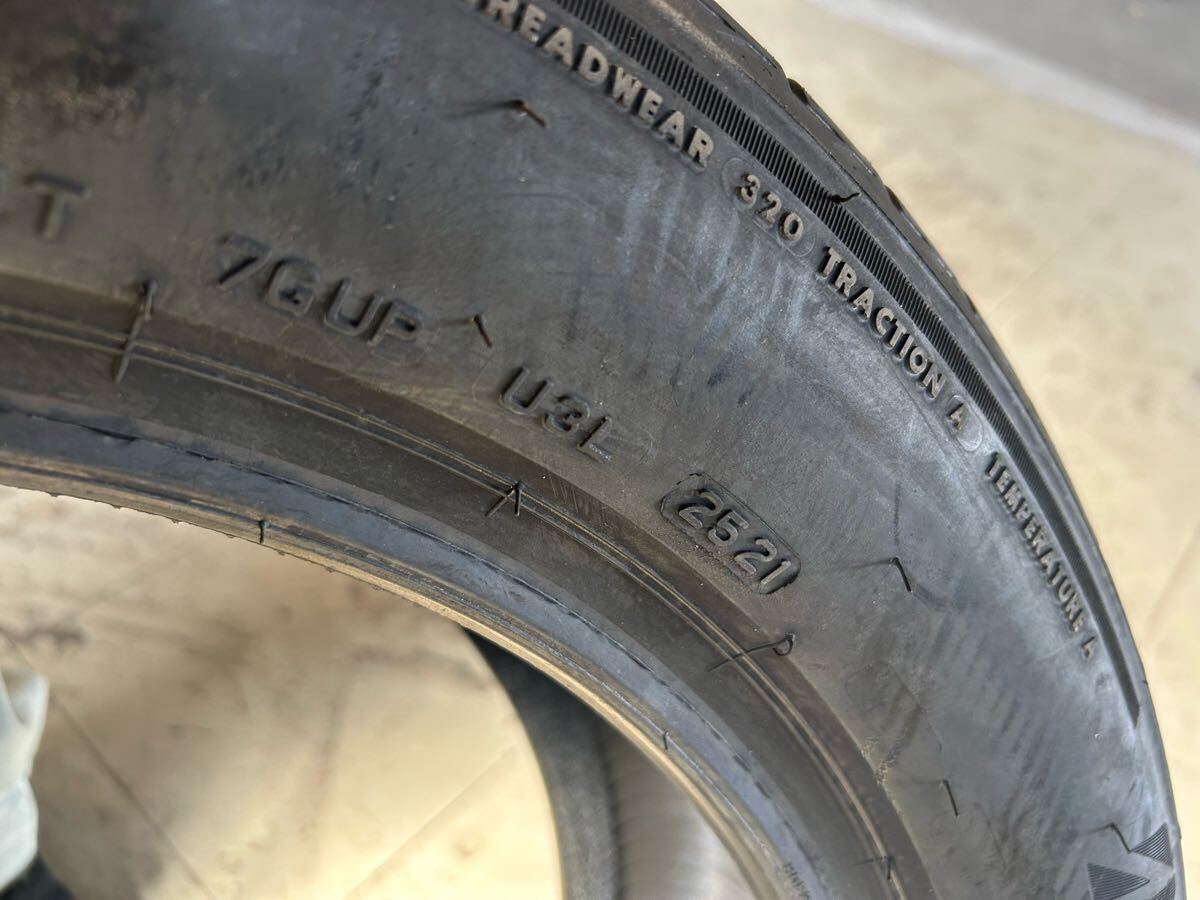 TREADWEAR 320 TRACTION A TEMPERATURE A
7GUP U3L 2521